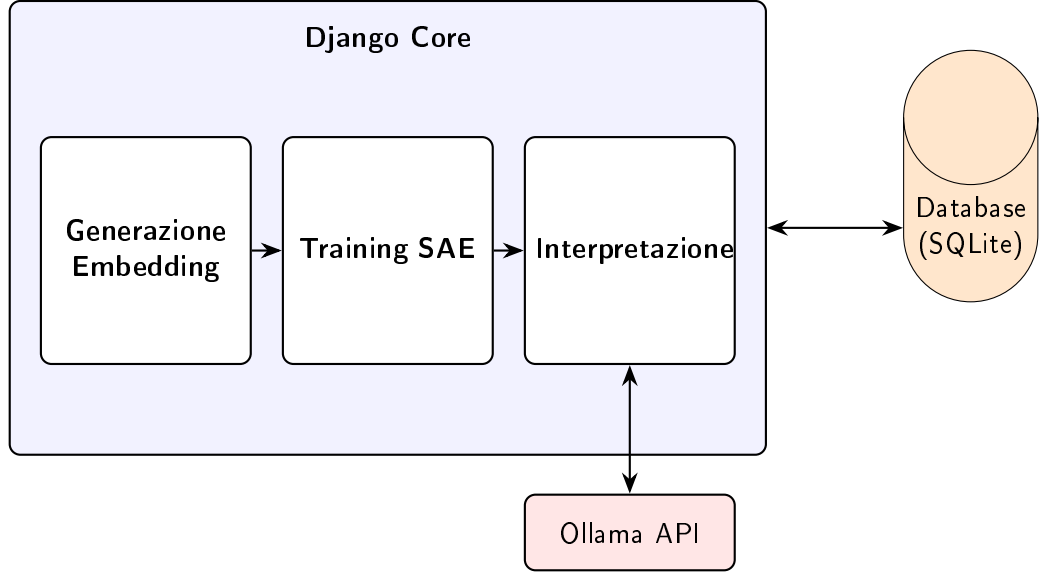 Django Core
Generazione
Embedding
Training SAE
Interpretazione
Database
(SQLite)
Ollama API